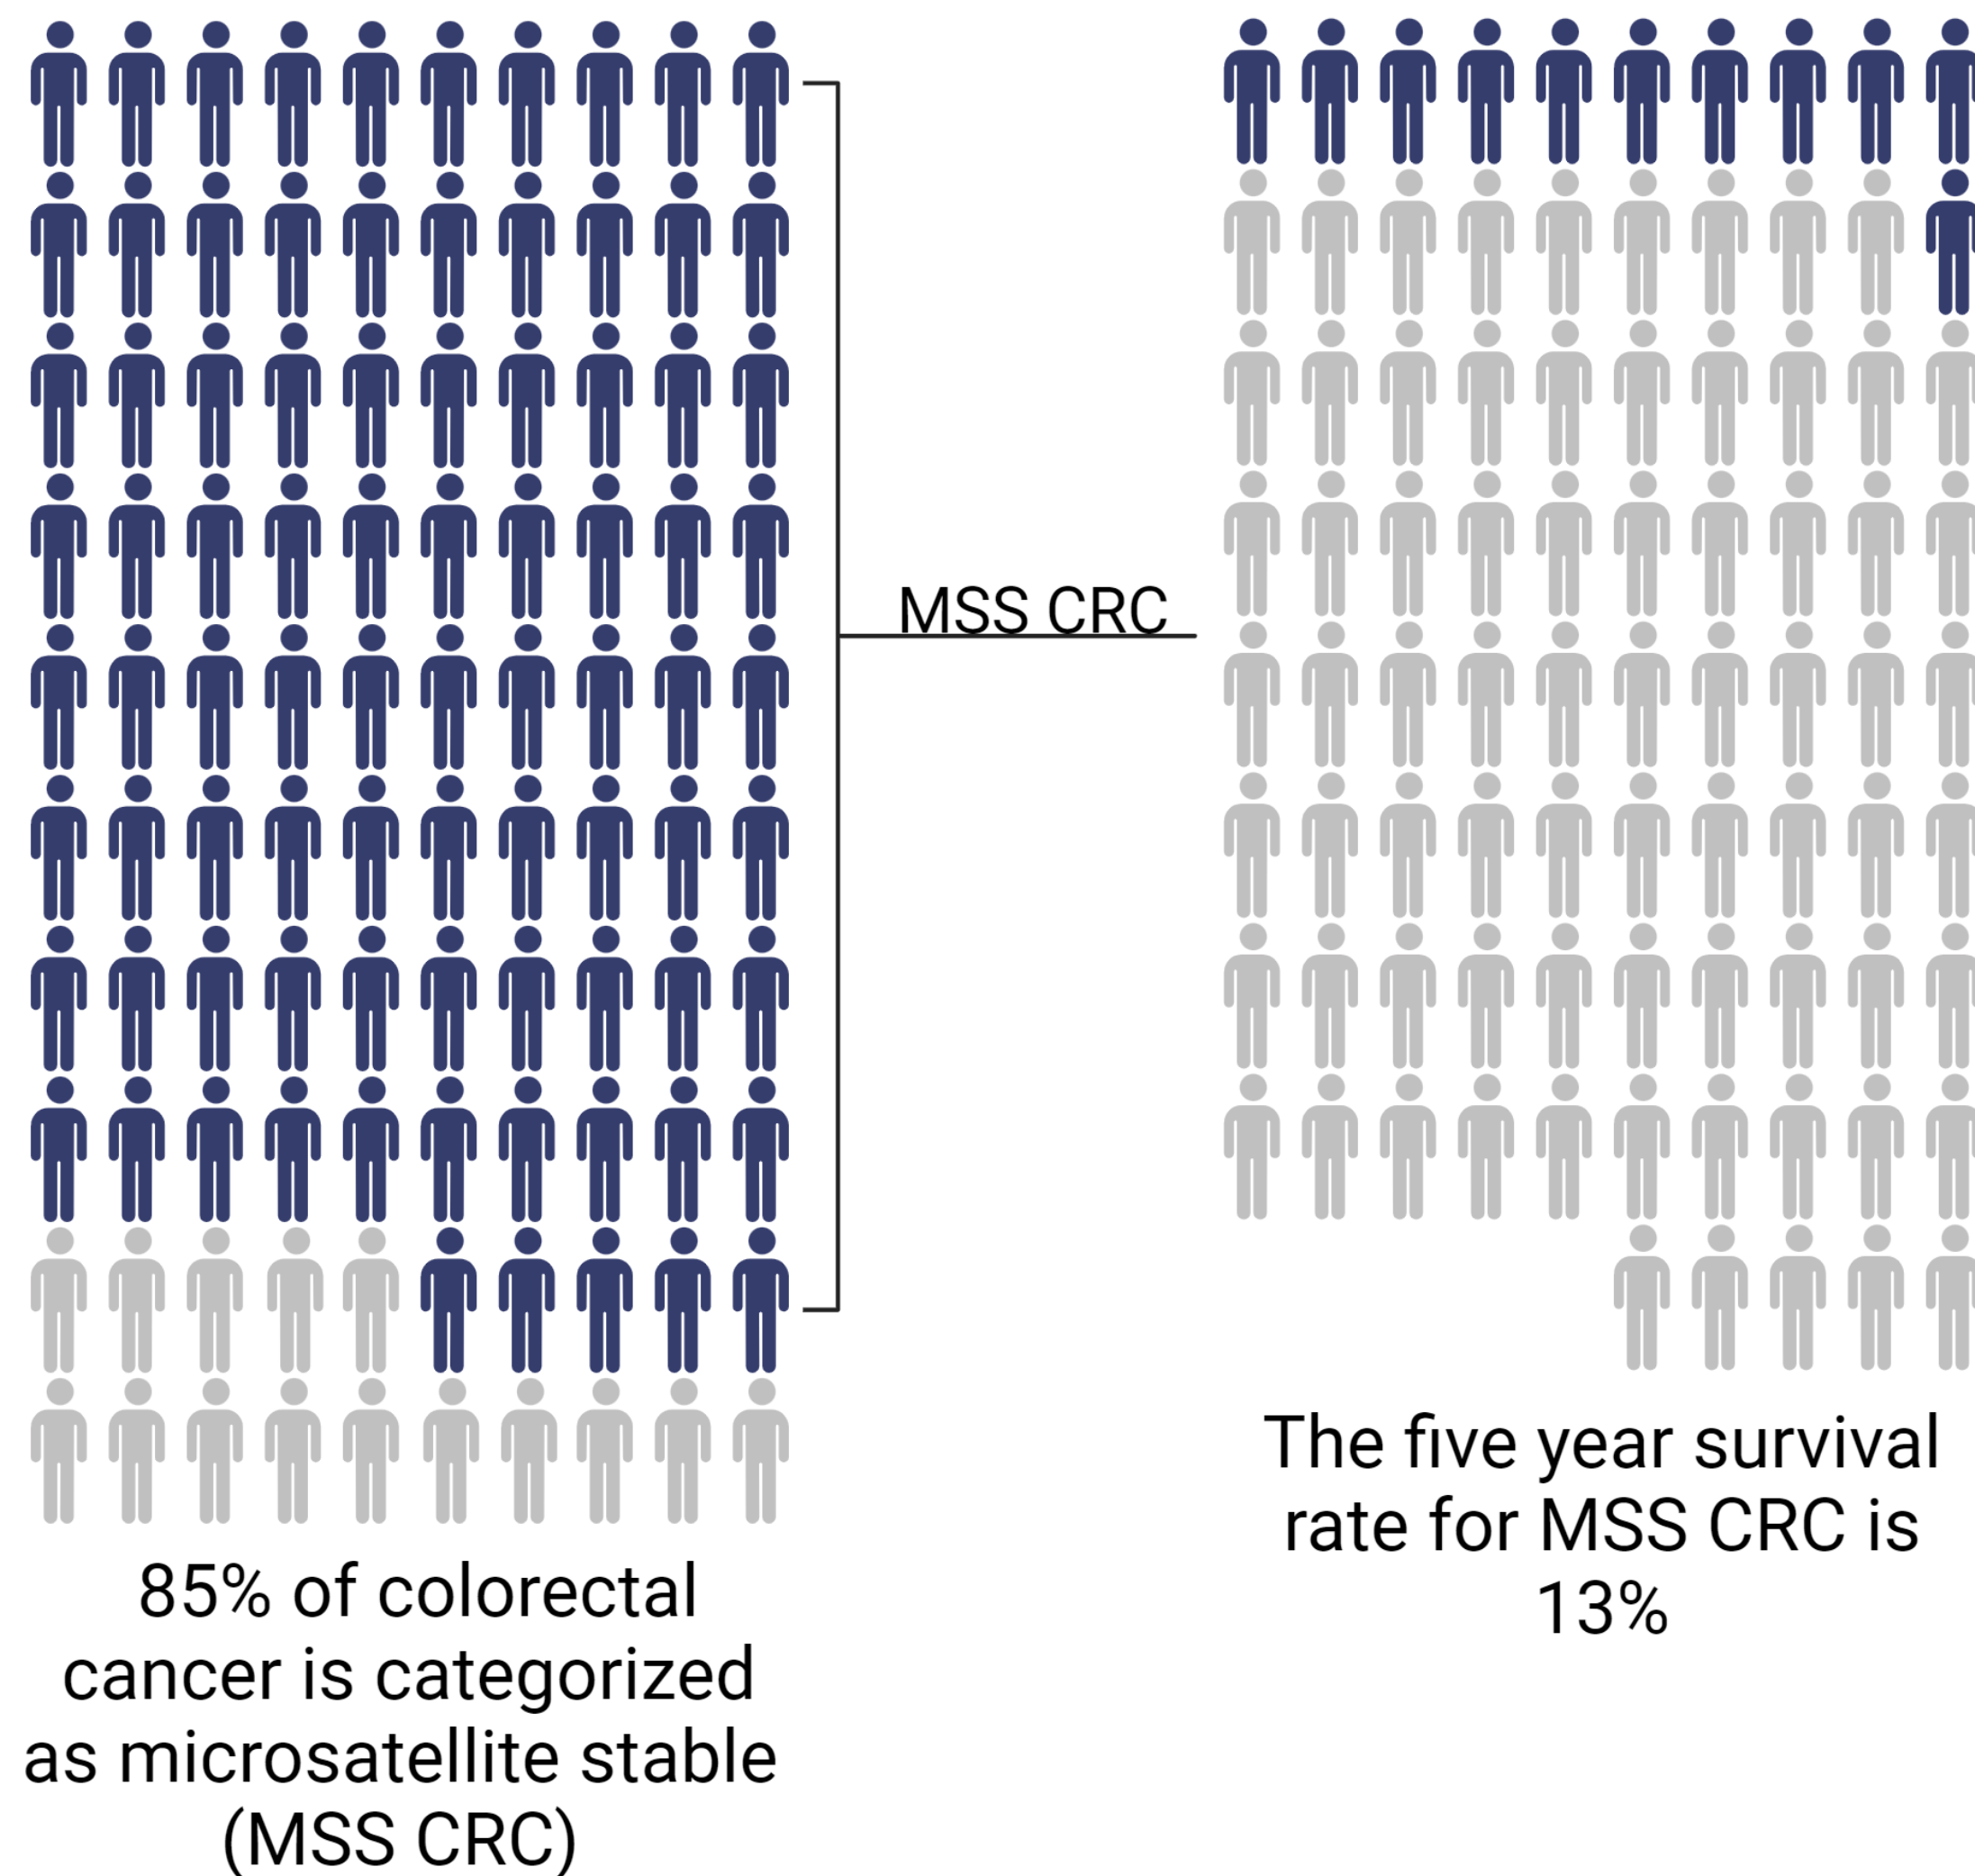 MSS CRC
85% of colorectal
cancer is categorized
as microsatellite stable
(MSS CRC)
The five year survival
rate for MSS CRC is
13%